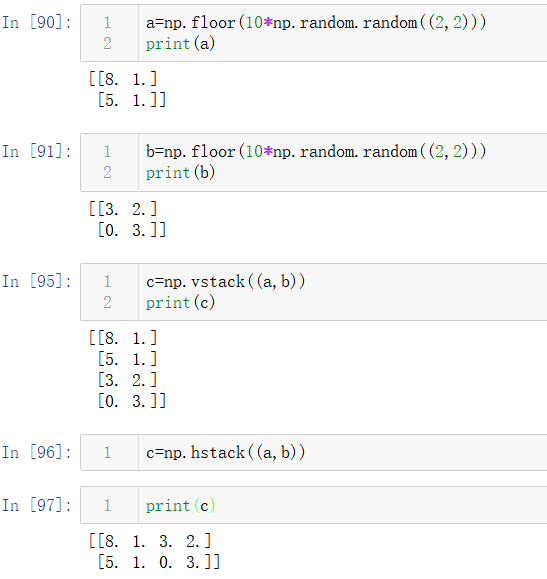 In [90]: 1 a=np.floor(10*np.random.random((2,2)))
2 print(a)
[[8. 1.]
[5. 1.]]
In [91]: 1 b=np.floor(10*np.random.random((2,2)))
2 print(b)
[[3. 2.]
[0. 3.]]
In [95]: 1 c=np.vstack((a,b))
2 print(c)
[[8. 1.]
[5. 1.]
[3. 2.]
[0. 3.]]
In [96]: 1 c=np.hstack((a,b))
In [97]: 1 print(c)
[[8. 1. 3. 2.]
[5. 1. 0. 3.]]